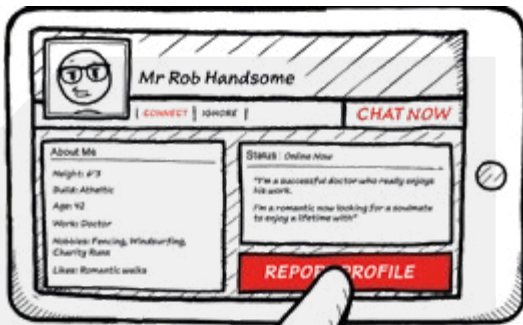 Mr Rob Handsome
| CONNECT | IGNORE |
CHAT NOW
About Me
Height: 6'3
Build: Athletic
Age: 42
Work: Doctor
Hobbies: Fencing, Windsurfing,
Charity Runs
Likes: Romantic walks
Status: Online Now
"I'm a successful doctor who really enjoys
his work.
I'm a romantic now looking for a soulmate
to enjoy a lifetime with"
REPORT PROFILE